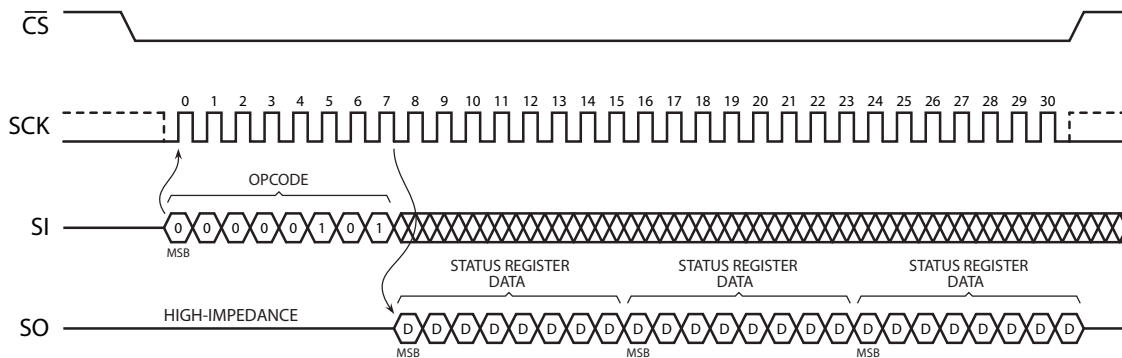 CS
0 1 2 3 4 5 6 7 8 9 10 11 12 13 14 15 16 17 18 19 20 21 22 23 24 25 26 27 28 29 30
SCK
OPCODE
SI 0 0 0 0 0 1 0 1
MSB
STATUS REGISTER DATA STATUS REGISTER DATA STATUS REGISTER DATA
HIGH-IMPEDANCE
SO D D D D D D D D D D D D D D D D D D D D D D D D
MSB MSB MSB